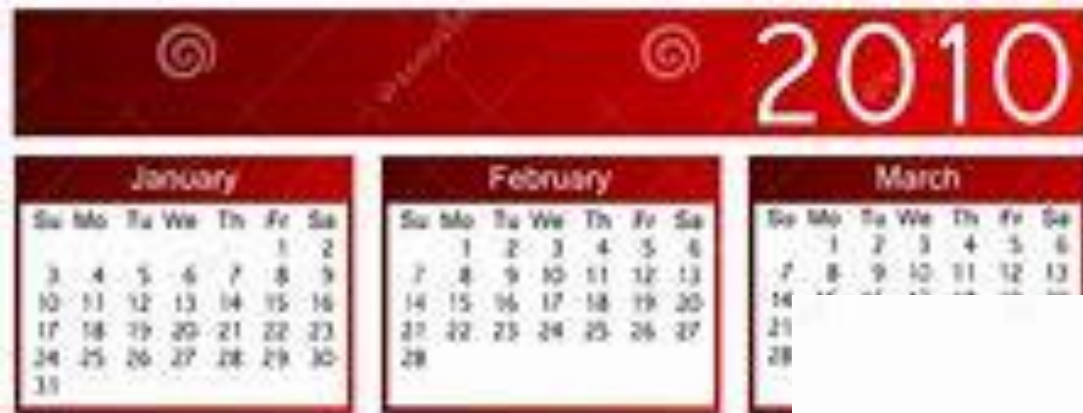 2010
January
Su Mo Tu We Th Fr Sa
1 2
3 4 5 6 7 8 9
10 11 12 13 14 15 16
17 18 19 20 21 22 23
24 25 26 27 28 29 30
31
February
Su Mo Tu We Th Fr Sa
1 2 3 4 5 6
7 8 9 10 11 12 13
14 15 16 17 18 19 20
21 22 23 24 25 26 27
28
March
Su Mo Tu We Th Fr Sa
1 2 3 4 5 6
7 8 9 10 11 12 13
14
21
28